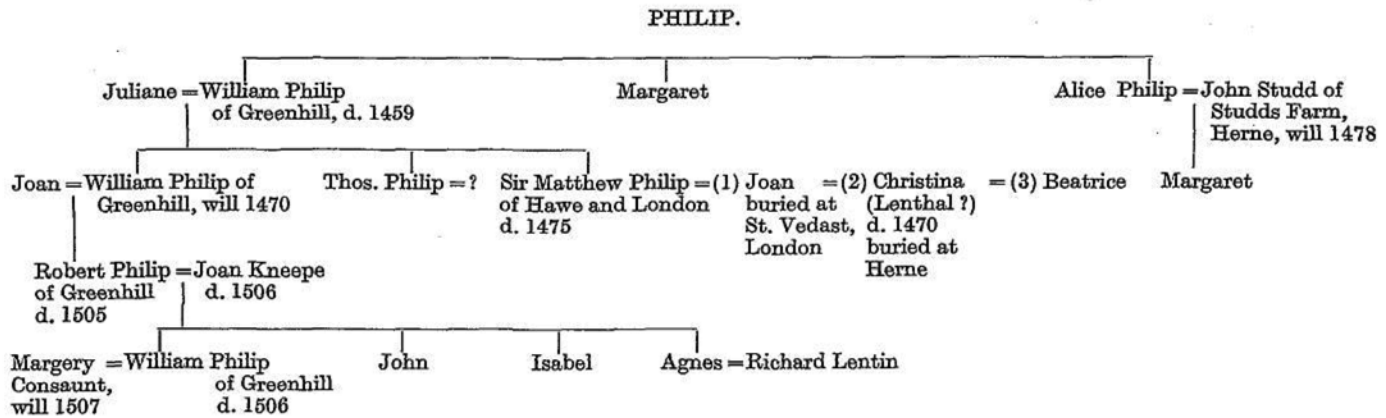 PHILIP.
Juliane = William Philip of Greenhill, d. 1459
Margaret
Alice Philip = John Studd of Studds Farm, Herne, will 1478
Joan = William Philip of Greenhill, will 1470
Thos. Philip = ?
Sir Matthew Philip of Hawe and London d. 1475
= (1) Joan buried at St. Vedast, London
= (2) Christina (Lenthal ?) d. 1470 buried at Herne
= (3) Beatrice
Margaret
Robert Philip of Greenhill d. 1505
= Joan Kneepe d. 1506
Margery Consaunt, will 1507
= William Philip of Greenhill d. 1506
John
Isabel
Agnes = Richard Lentin